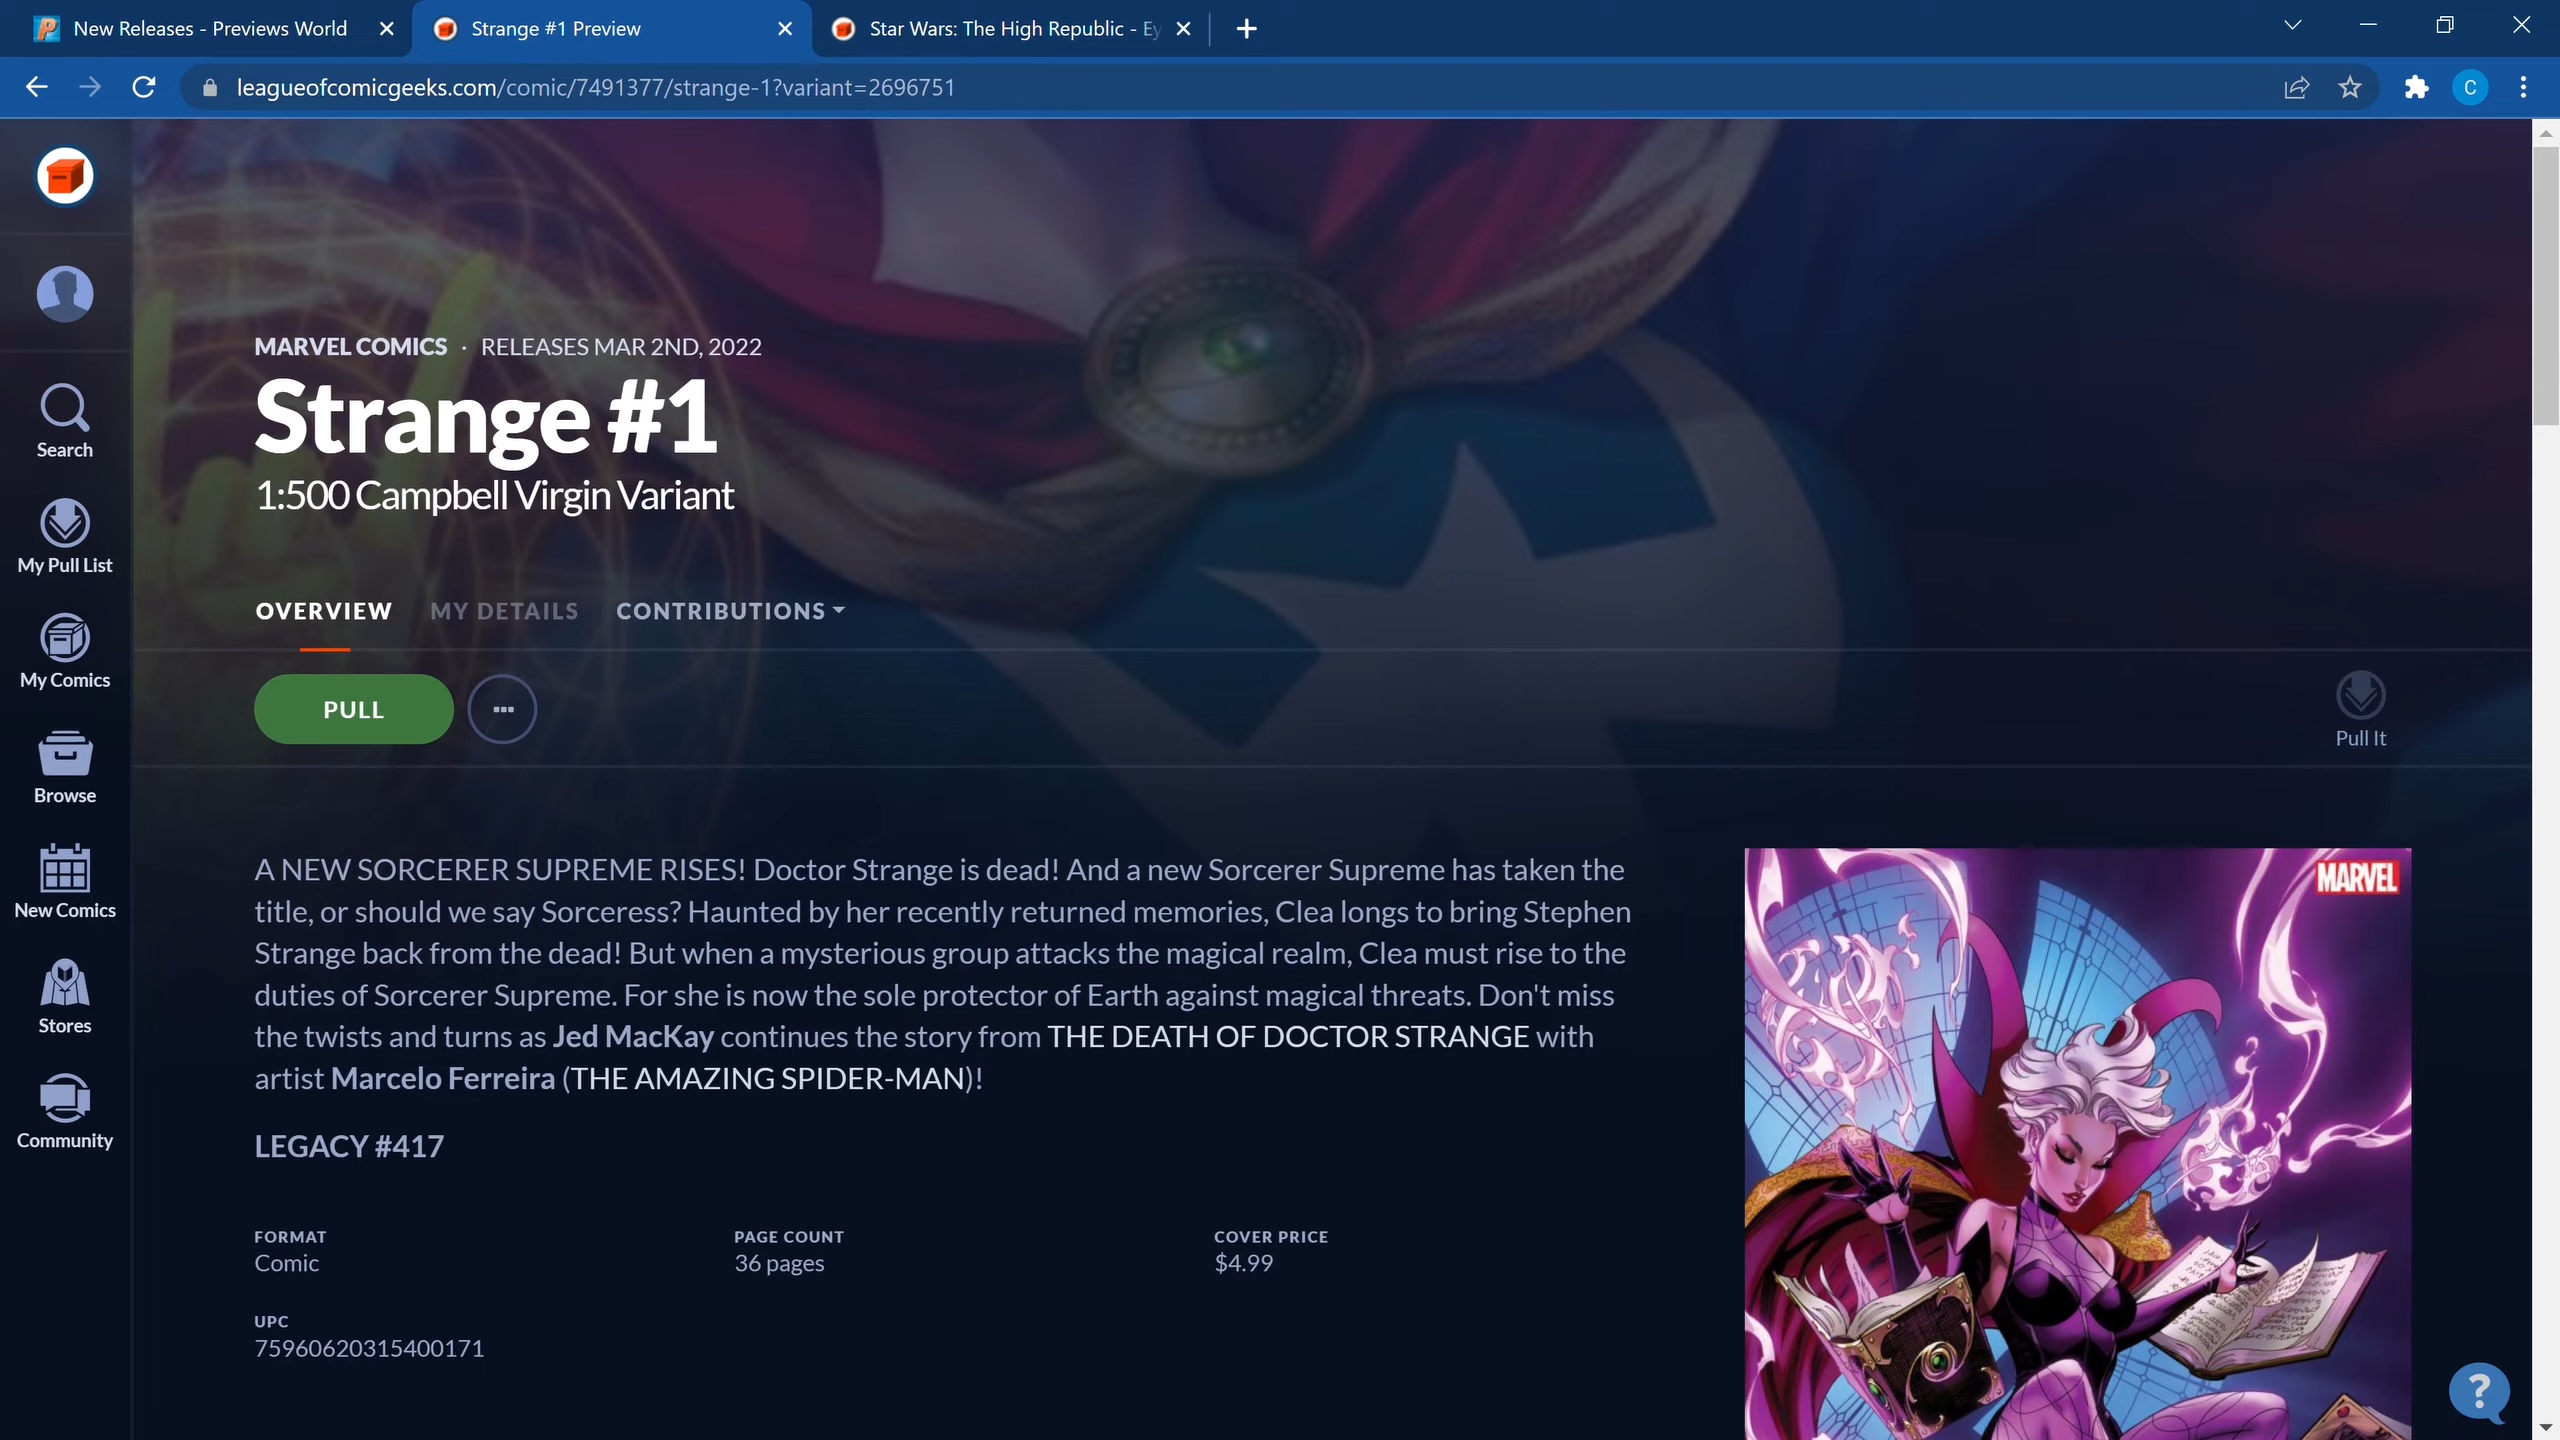 New Releases - Previews World
Strange #1 Preview
Star Wars: The High Republic - Ey
leagueofcomicgeeks.com/comic/7491377/strange-1?variant=2696751
C
MARVEL COMICS · RELEASES MAR 2ND, 2022
Strange #1
1:500 Campbell Virgin Variant
Search
My Pull List
My Comics
Browse
New Comics
Stores
Community
OVERVIEW MY DETAILS CONTRIBUTIONS
PULL
Pull It
A NEW SORCERER SUPREME RISES! Doctor Strange is dead! And a new Sorcerer Supreme has taken the
title, or should we say Sorceress? Haunted by her recently returned memories, Clea longs to bring Stephen
Strange back from the dead! But when a mysterious group attacks the magical realm, Clea must rise to the
duties of Sorcerer Supreme. For she is now the sole protector of Earth against magical threats. Don't miss
the twists and turns as Jed MacKay continues the story from THE DEATH OF DOCTOR STRANGE with
artist Marcelo Ferreira (THE AMAZING SPIDER-MAN)!
LEGACY #417
FORMAT
Comic
PAGE COUNT
36 pages
COVER PRICE
$4.99
UPC
75960620315400171
MARVEL
?